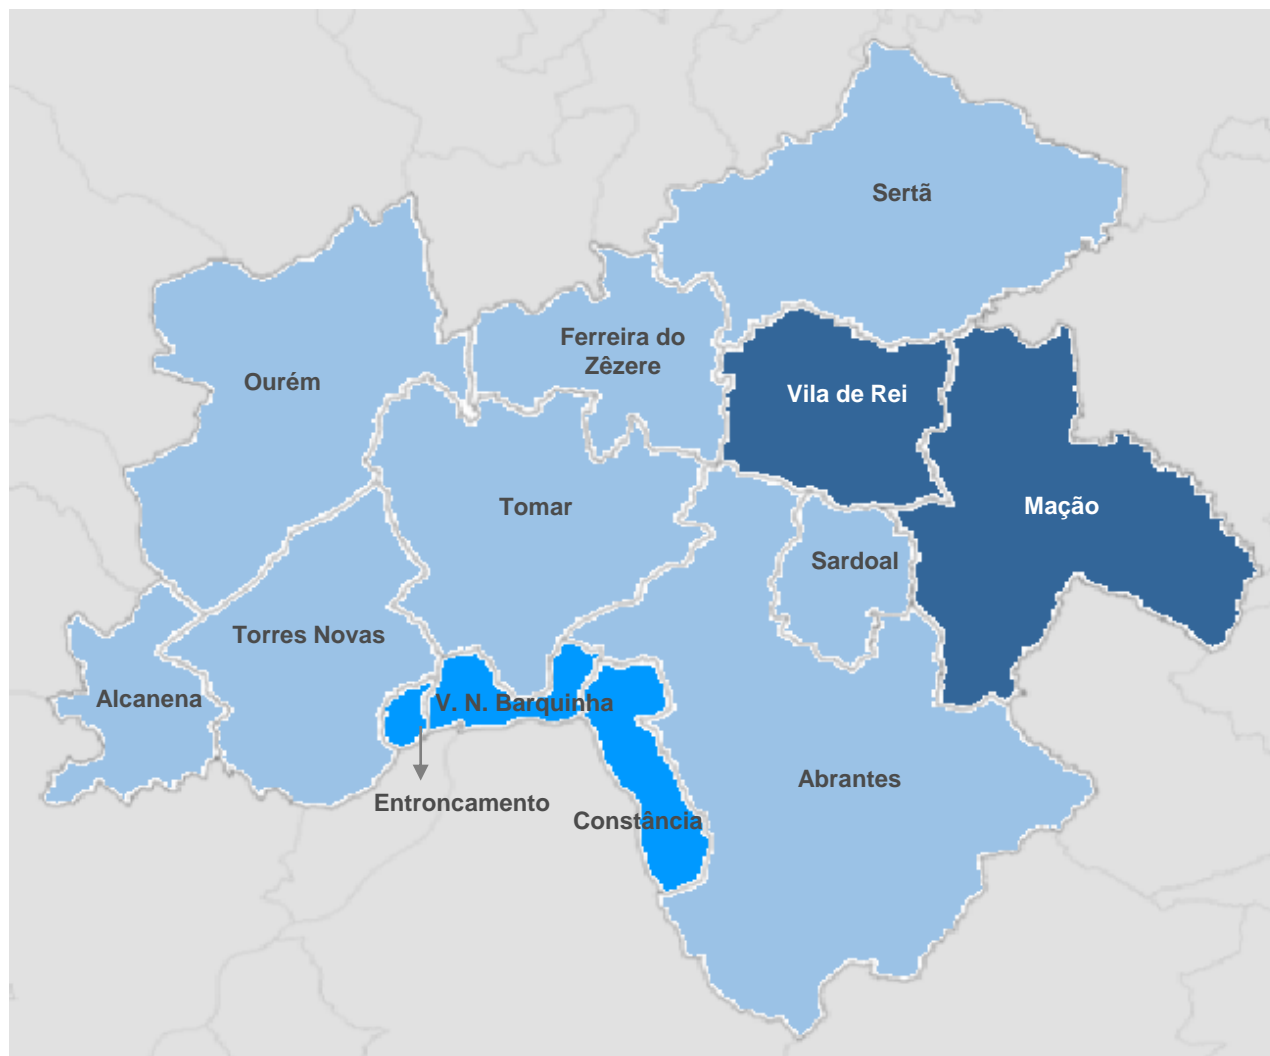 Sertã
Ferreira do
Zêzere
Ourém
Vila de Rei
Tomar
Mação
Sardoal
Torres Novas
Alcanena
V. N. Barquinha
Abrantes
Entroncamento
Constância